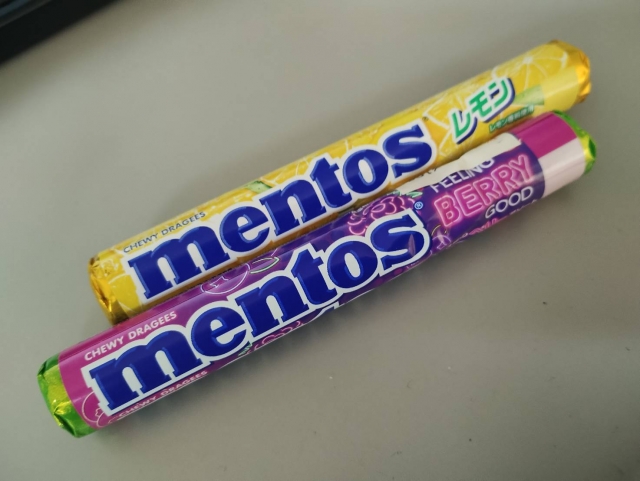 CHEWY DRAGEES
mentos
レモン
CHEWY DRAGEES
mentos®
FEELING
BERRY
GOOD
CHEWY DRAGEES